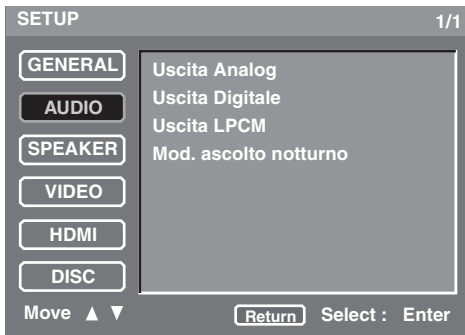 SETUP 1/1
GENERAL
AUDIO
SPEAKER
VIDEO
HDMI
DISC
Uscita Analog
Uscita Digitale
Uscita LPCM
Mod. ascolto notturno
Move ▲ ▼ Return Select : Enter